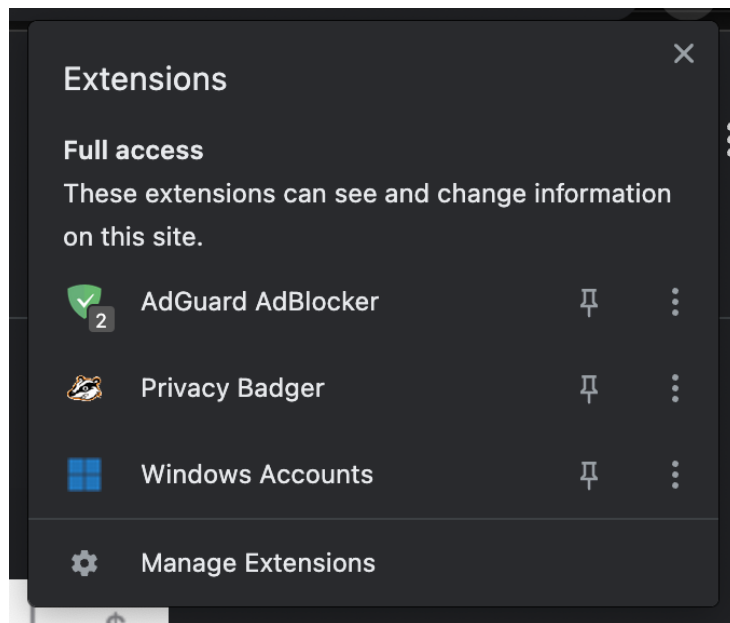 Extensions
Full access
These extensions can see and change information
on this site.
AdGuard AdBlocker
2
Privacy Badger
Windows Accounts
Manage Extensions